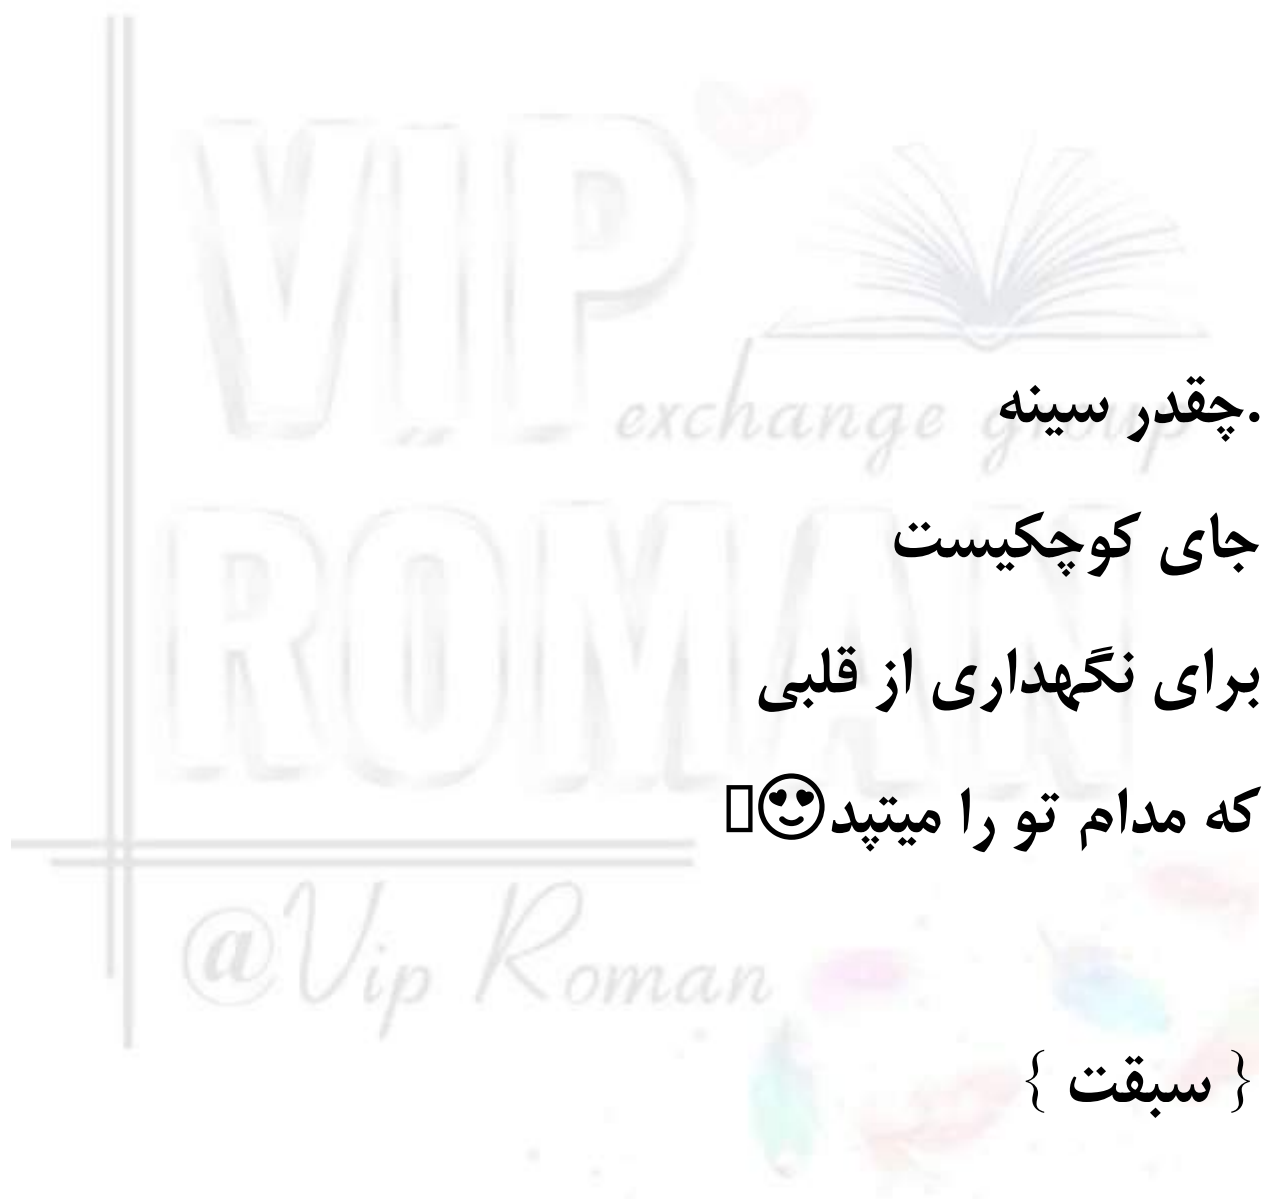 VIP
exchange group
.چقدر سینه
ROMAN
جای کوچکیست
برای نگهداری از قلبی
که مدام تو را میتپد😍
@Vip Roman
{ سبقت }